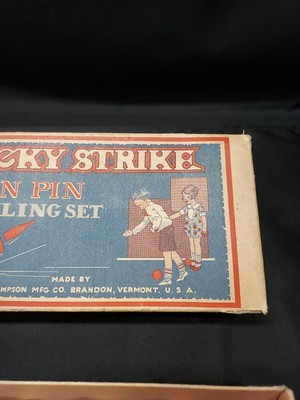 CKY STRIKE
N PIN
LING SET
MADE BY
MPSON MFG CO. BRANDON, VERMONT, U. S. A.